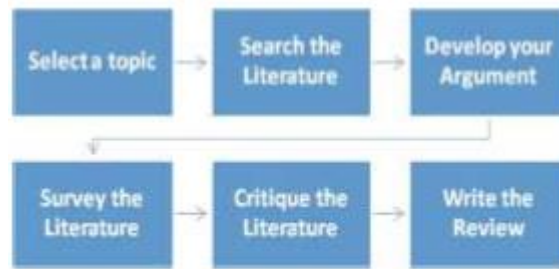 Select a topic
Search the
Literature
Develop your
Argument
Survey the
Literature
Critique the
Literature
Write the
Review